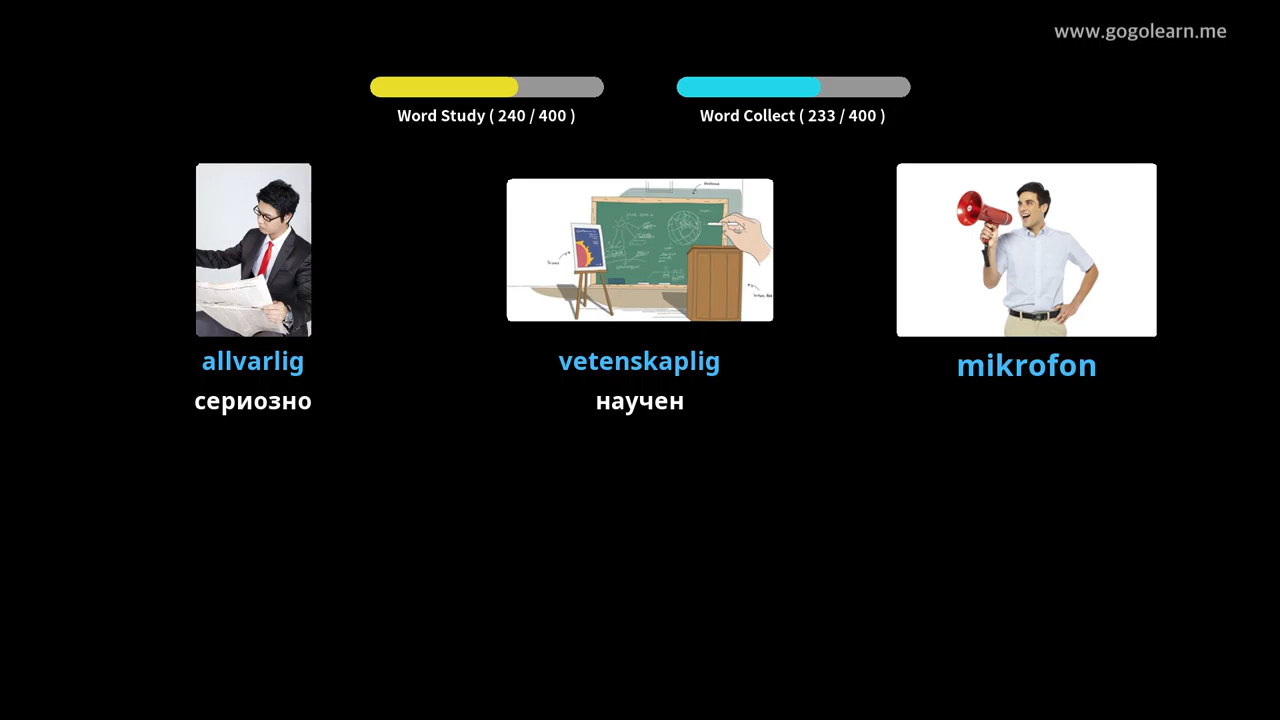 www.gogolearn.me
Word Study ( 240 / 400 )
Word Collect ( 233 / 400 )
allvarlig
vetenskaplig
mikrofon
сериозно
научен